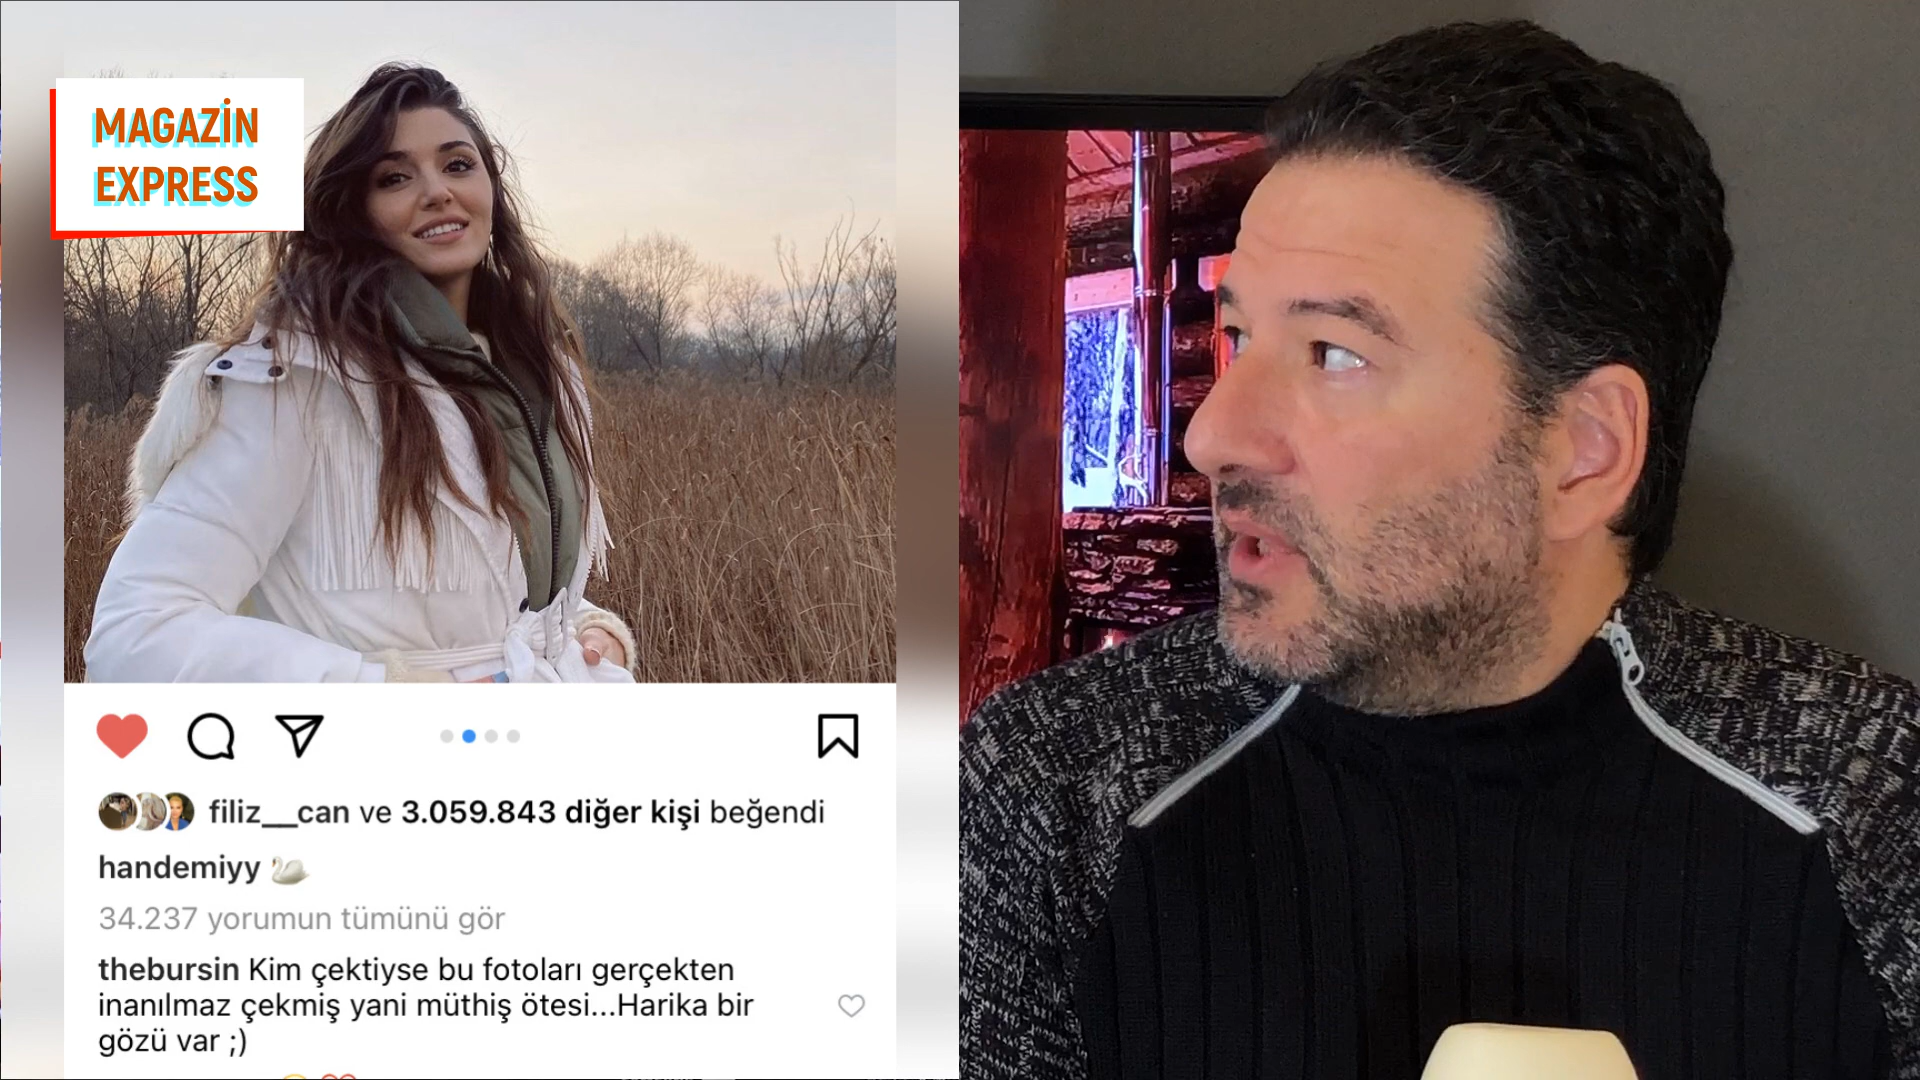 MAGAZİN
EXPRESS
filiz__can ve 3.059.843 diğer kişi beğendi
handemiyy
34.237 yorumun tümünü gör
thebursin Kim çektiyse bu fotoları gerçekten
inanılmaz çekmiş yani müthiş ötesi...Harika bir
gözü var ;)